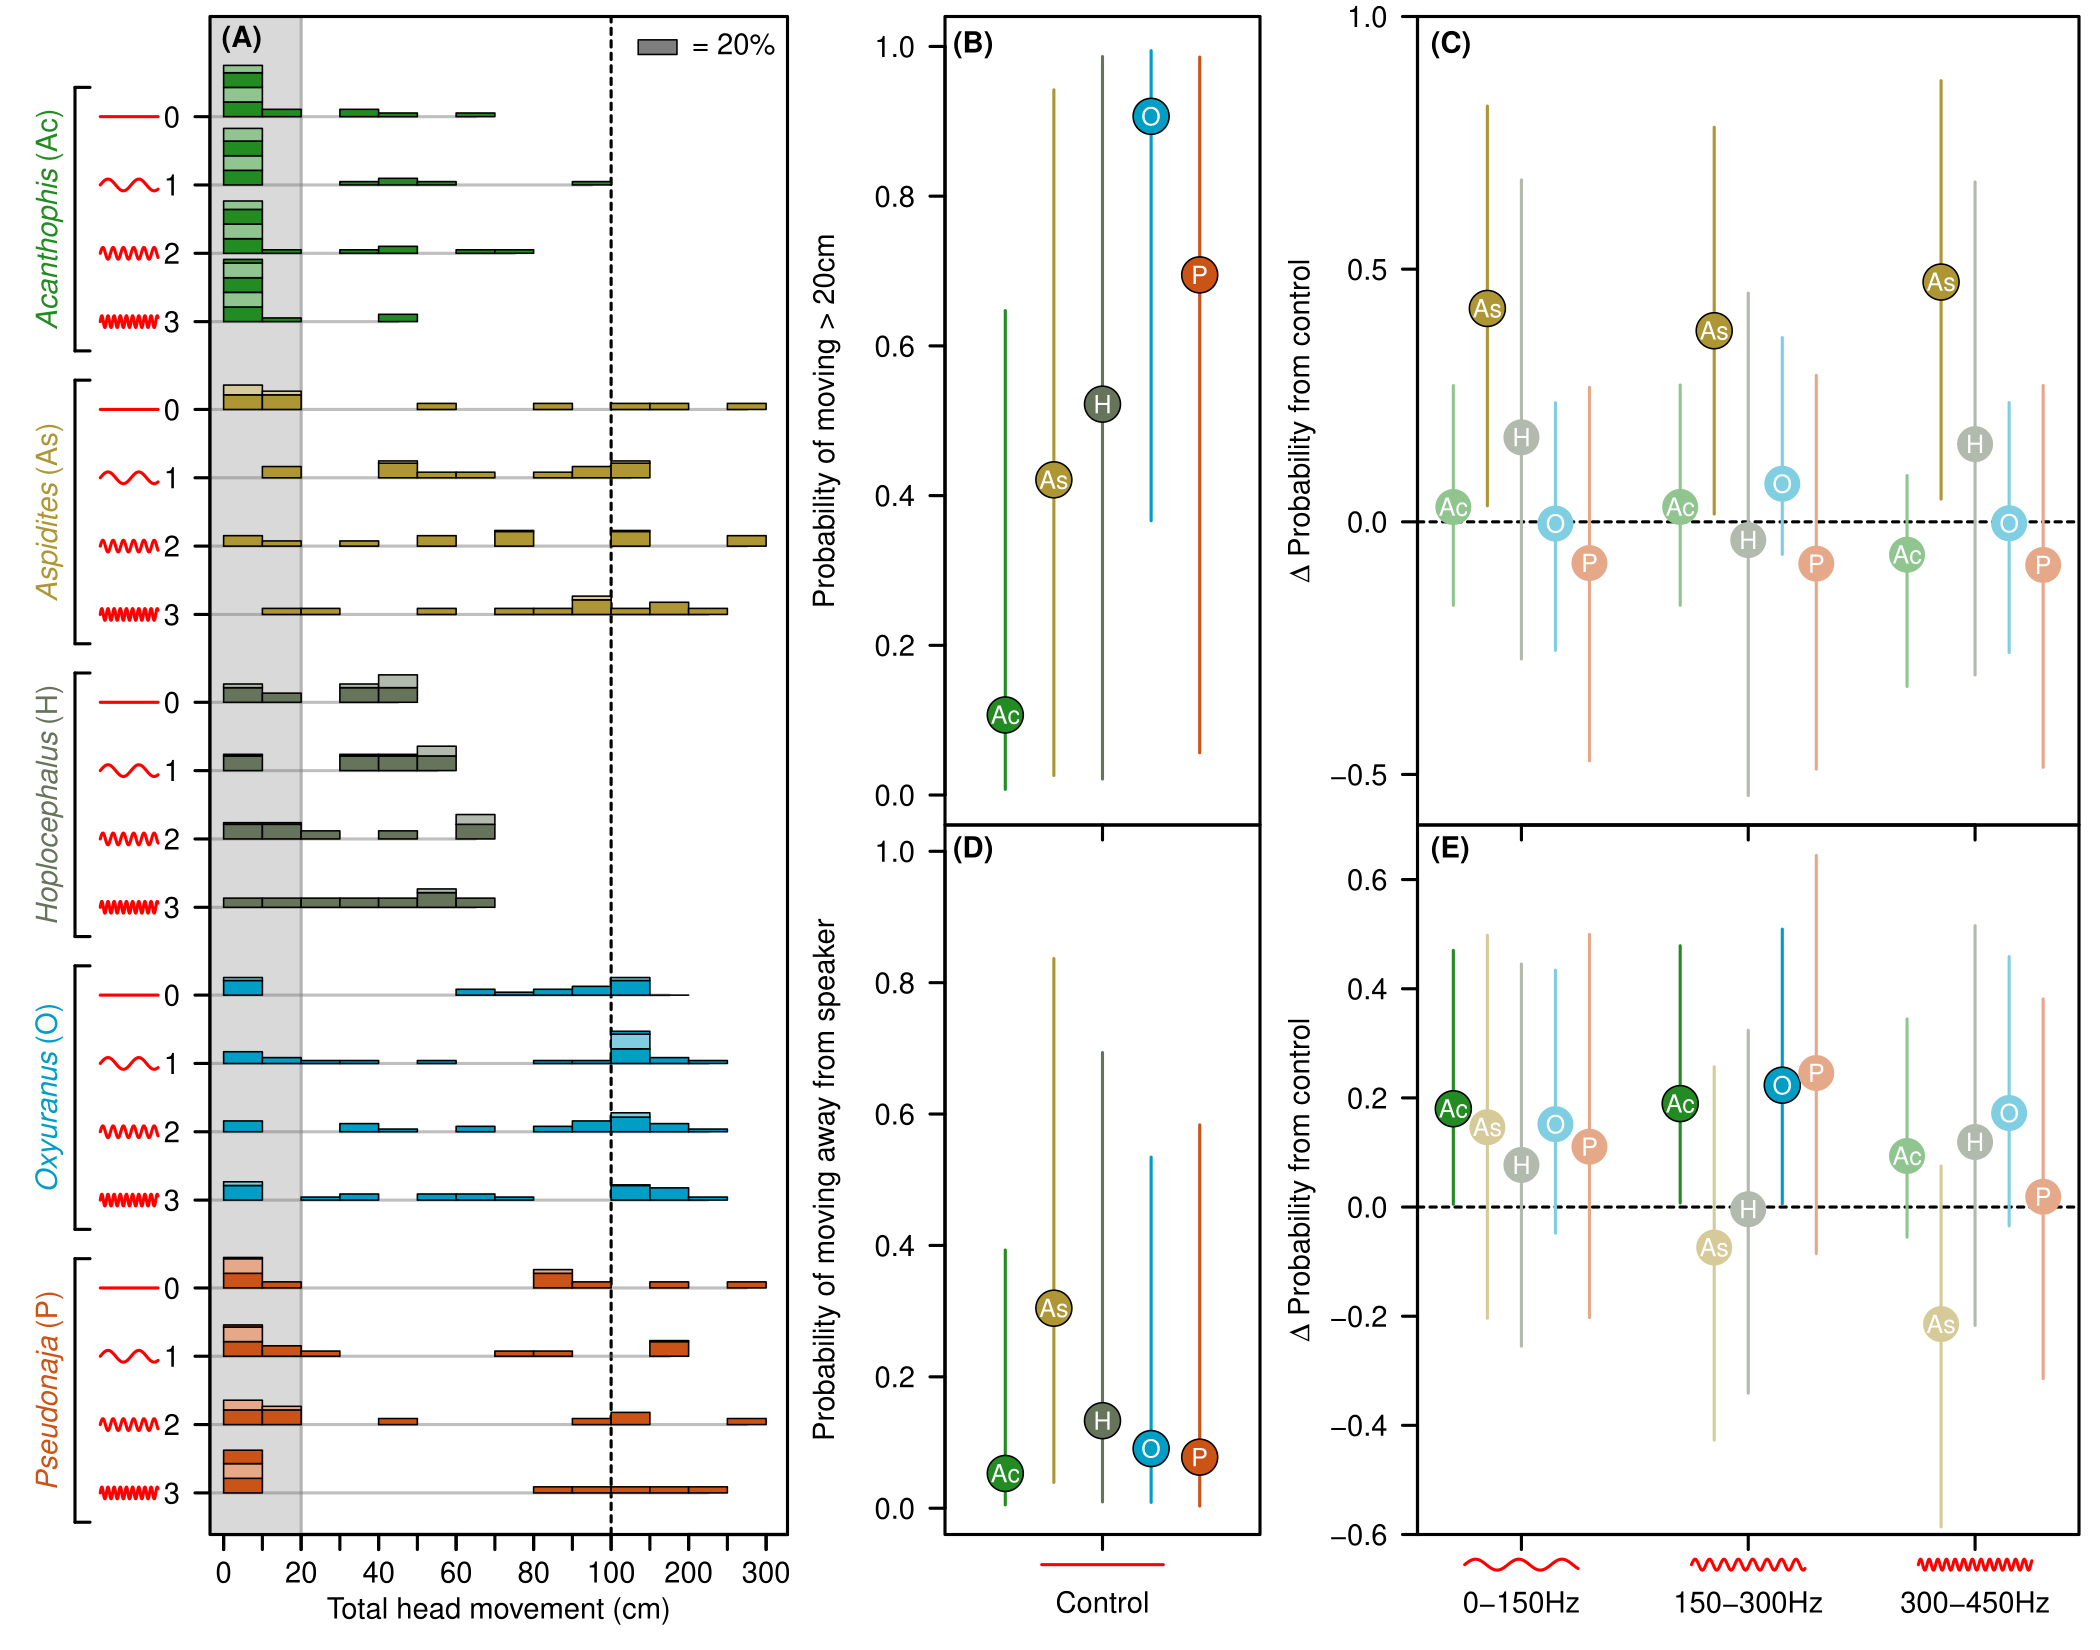 (A)
= 20%
Acanthophis (Ac)
0
1
2
3
Aspidites (As)
0
1
2
3
Hoplocephalus (H)
0
1
2
3
Oxyuranus (O)
0
1
2
3
Pseudonaja (P)
0
1
2
3
0 20 40 60 80 100 200 300
Total head movement (cm)
(B)
Probability of moving > 20cm
1.0
0.8
0.6
0.4
0.2
0.0
Ac As H O P
(C)
Δ Probability from control
1.0
0.5
0.0
−0.5
Ac As H O P
Ac As H O P
Ac As H O P
(D)
Probability of moving away from speaker
1.0
0.8
0.6
0.4
0.2
0.0
Ac As H O P
Control
(E)
Δ Probability from control
0.6
0.4
0.2
0.0
−0.2
−0.4
−0.6
Ac As H O P
Ac As H O P
Ac As H O P
0−150Hz 150−300Hz 300−450Hz